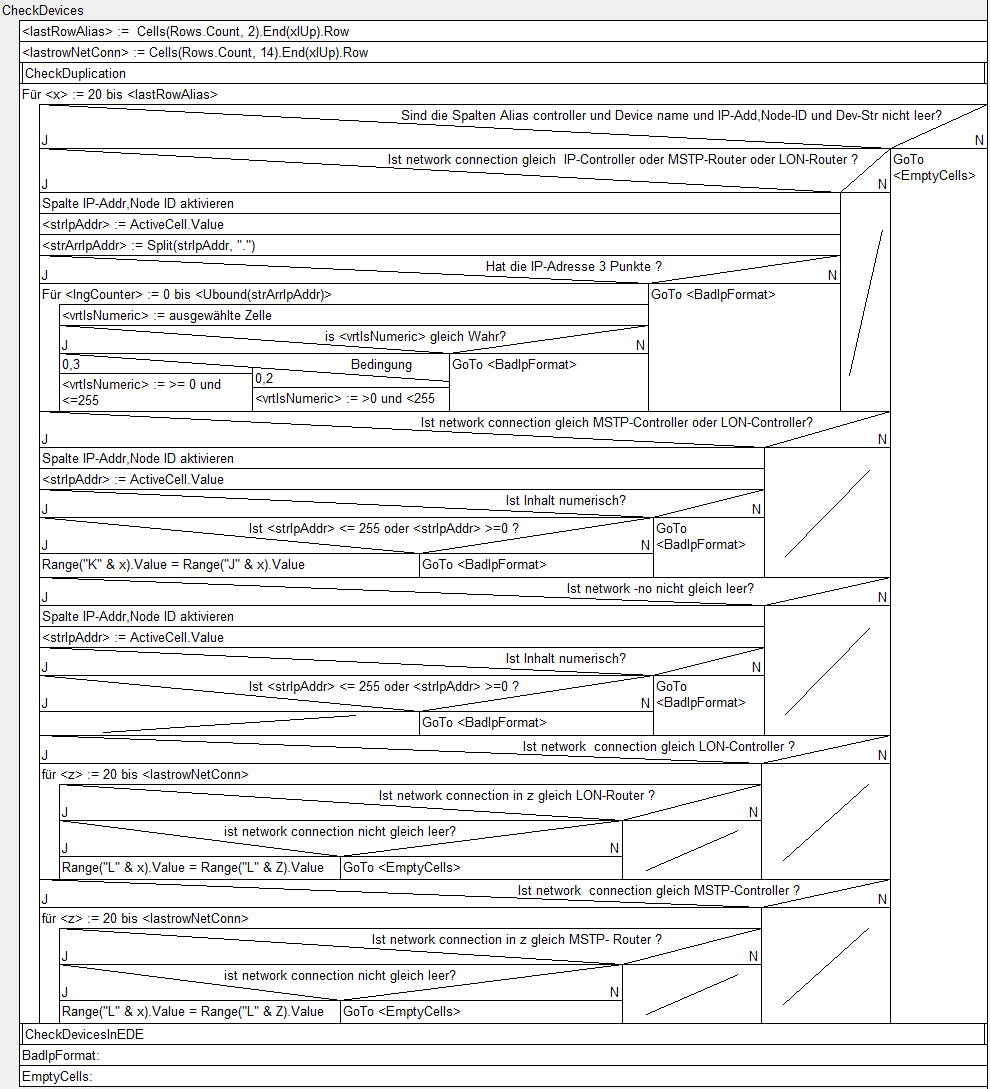 CheckDevices
<lastRowAlias> :=  Cells(Rows.Count, 2).End(xlUp).Row
<lastrowNetConn> := Cells(Rows.Count, 14).End(xlUp).Row
CheckDuplication
Für <x> := 20 bis <lastRowAlias>
Sind die Spalten Alias controller und Device name und IP-Add,Node-ID und Dev-Str nicht leer?
J
N
Ist network connection gleich  IP-Controller oder MSTP-Router oder LON-Router ?
J
N
GoTo
<EmptyCells>
Spalte IP-Addr,Node ID aktivieren
<strIpAddr> := ActiveCell.Value
<strArrIpAddr> := Split(strIpAddr, ".")
Hat die IP-Adresse 3 Punkte ?
J
N
Für <lngCounter> := 0 bis <Ubound(strArrIpAddr)>
GoTo <BadIpFormat>
<vrtIsNumeric> := ausgewählte Zelle
is <vrtIsNumeric> gleich Wahr?
J
N
Bedingung
0,3
0,2
GoTo <BadIpFormat>
<vrtIsNumeric> := >= 0 und
<=255
<vrtIsNumeric> := >0 und <255
Ist network connection gleich MSTP-Controller oder LON-Controller?
J
N
Spalte IP-Addr,Node ID aktivieren
<strIpAddr> := ActiveCell.Value
Ist Inhalt numerisch?
J
N
Ist <strIpAddr> <= 255 oder <strIpAddr> >=0 ?
J
N
GoTo
<BadIpFormat>
Range("K" & x).Value = Range("J" & x).Value
GoTo <BadIpFormat>
Ist network -no nicht gleich leer?
J
N
Spalte IP-Addr,Node ID aktivieren
<strIpAddr> := ActiveCell.Value
Ist Inhalt numerisch?
J
N
Ist <strIpAddr> <= 255 oder <strIpAddr> >=0 ?
J
N
GoTo
<BadIpFormat>
GoTo <BadIpFormat>
Ist network  connection gleich LON-Controller ?
J
N
für <z> := 20 bis <lastrowNetConn>
Ist network connection in z gleich LON-Router ?
J
N
ist network connection nicht gleich leer?
J
N
Range("L" & x).Value = Range("L" & Z).Value
GoTo <EmptyCells>
Ist network  connection gleich MSTP-Controller ?
J
N
für <z> := 20 bis <lastrowNetConn>
Ist network connection in z gleich MSTP- Router ?
J
N
ist network connection nicht gleich leer?
J
N
Range("L" & x).Value = Range("L" & Z).Value
GoTo <EmptyCells>
CheckDevicesInEDE
BadIpFormat:
EmptyCells: